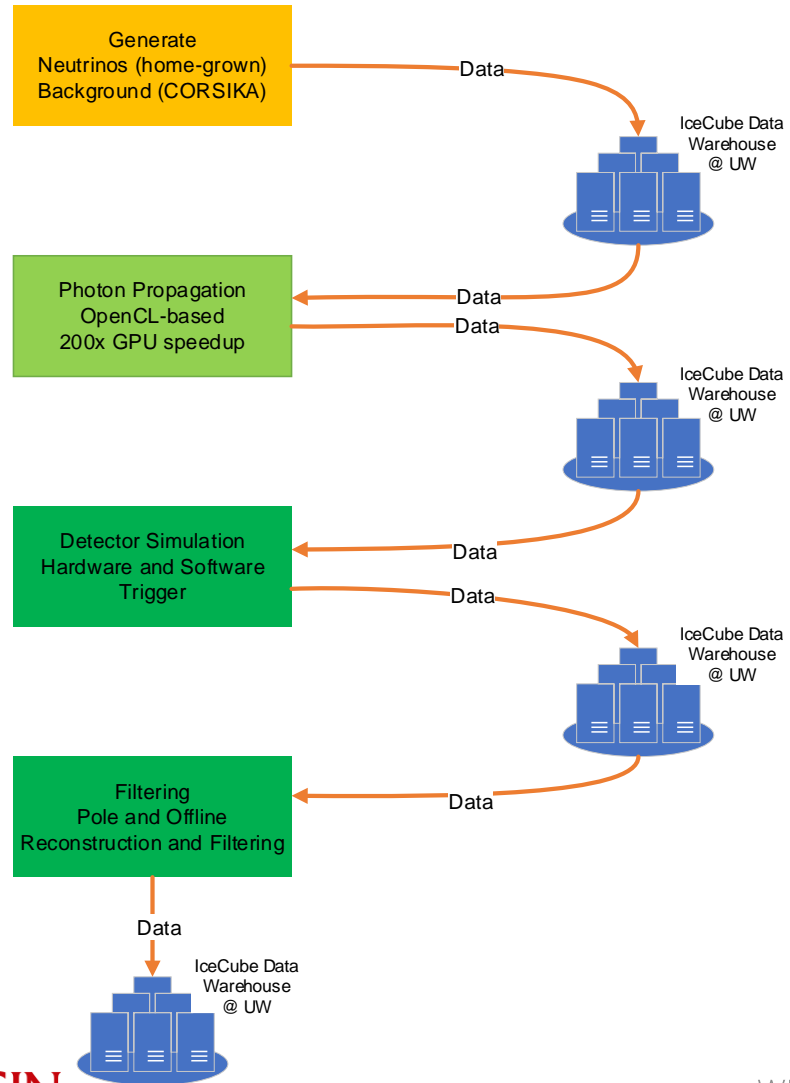 Generate
Neutrinos (home-grown)
Background (CORSIKA)
Data
IceCube Data
Warehouse
@ UW
Photon Propagation
OpenCL-based
200x GPU speedup
Data
Data
IceCube Data
Warehouse
@ UW
Detector Simulation
Hardware and Software
Trigger
Data
Data
IceCube Data
Warehouse
@ UW
Filtering
Pole and Offline
Reconstruction and Filtering
Data
Data
IceCube Data
Warehouse
@ UW